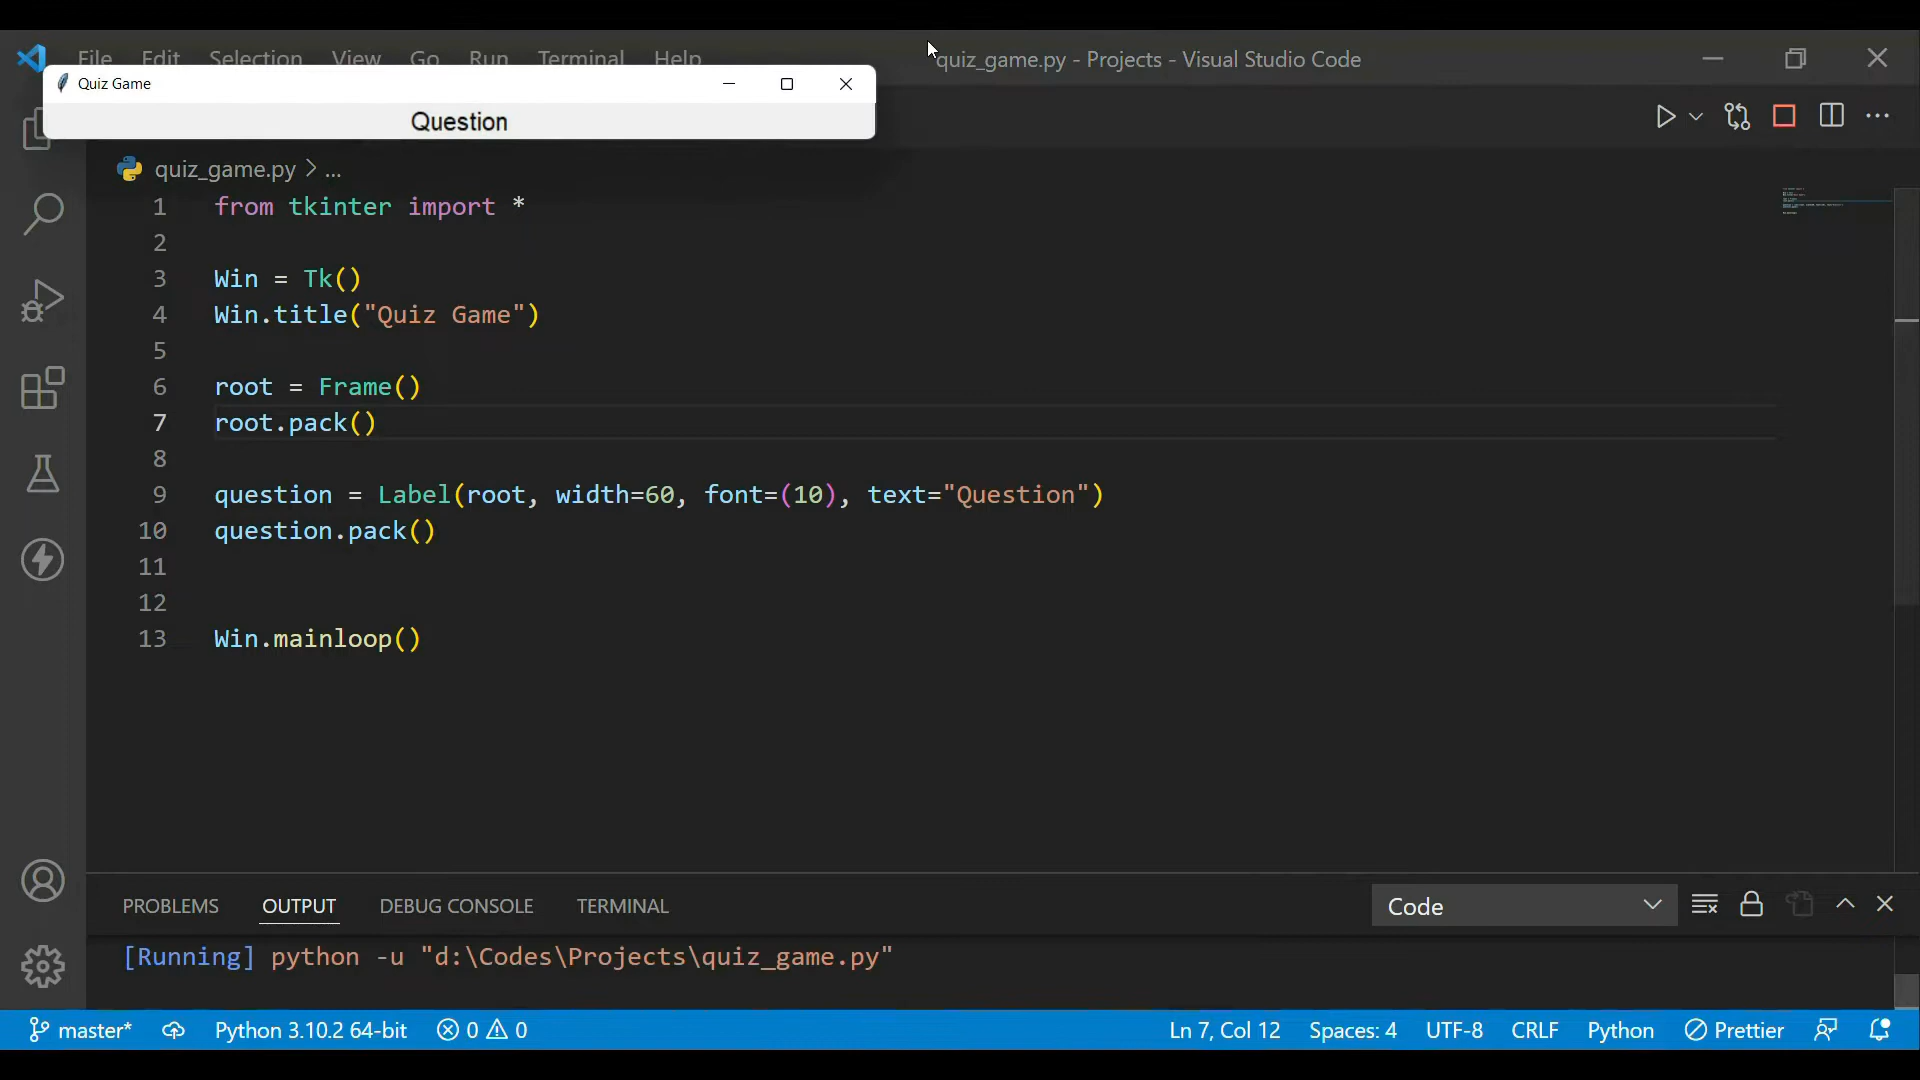 File Edit Selection View Go Run Terminal Help
quiz_game.py - Projects - Visual Studio Code
Quiz Game
Question
quiz_game.py > ...
1 from tkinter import *
2
3 Win = Tk()
4 Win.title("Quiz Game")
5
6 root = Frame()
7 root.pack()
8
9 question = Label(root, width=60, font=(10), text="Question")
10 question.pack()
11
12
13 Win.mainloop()
PROBLEMS OUTPUT DEBUG CONSOLE TERMINAL
Code
[Running] python -u "d:\Codes\Projects\quiz_game.py"
master* Python 3.10.2 64-bit 0 0 Ln 7, Col 12 Spaces: 4 UTF-8 CRLF Python Prettier